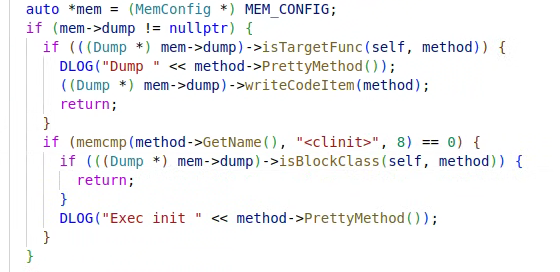 auto *mem = (MemConfig *) MEM_CONFIG;
if (mem->dump != nullptr) {
  if (((Dump *) mem->dump)->isTargetFunc(self, method)) {
    DLOG("Dump " << method->PrettyMethod());
    ((Dump *) mem->dump)->writeCodeItem(method);
    return;
  }
  if (memcmp(method->GetName(), "<clinit>", 8) == 0) {
    if (((Dump *) mem->dump)->isBlockClass(self, method)) {
      return;
    }
    DLOG("Exec init " << method->PrettyMethod());
  }
}